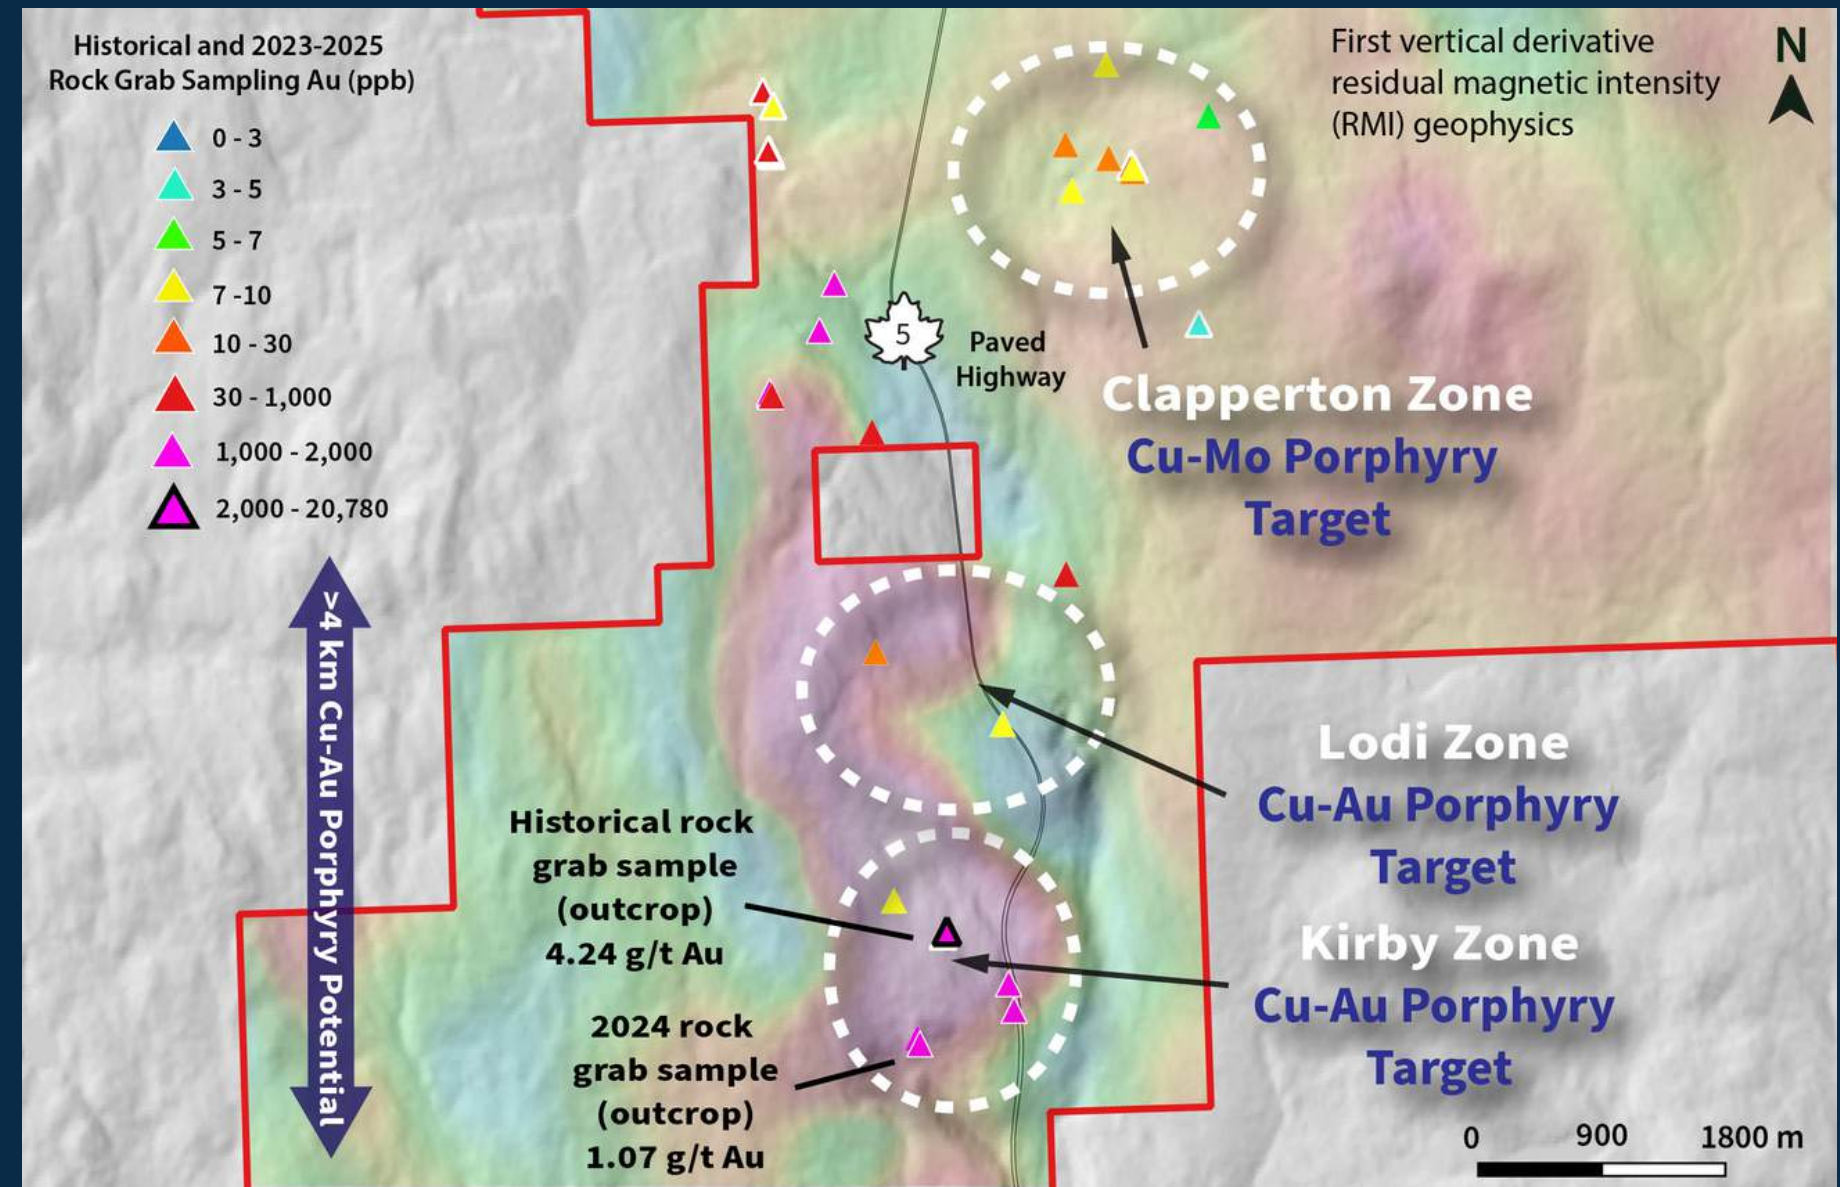 Historical and 2023-2025
Rock Grab Sampling Au (ppb)
0 - 3
3 - 5
5 - 7
7 -10
10 - 30
30 - 1,000
1,000 - 2,000
2,000 - 20,780
>4 km Cu-Au Porphyry Potential
First vertical derivative
residual magnetic intensity
(RMI) geophysics
N
5
Paved
Highway
Clapperton Zone
Cu-Mo Porphyry
Target
Lodi Zone
Cu-Au Porphyry
Target
Historical rock
grab sample
(outcrop)
4.24 g/t Au
Kirby Zone
Cu-Au Porphyry
Target
2024 rock
grab sample
(outcrop)
1.07 g/t Au
0 900 1800 m